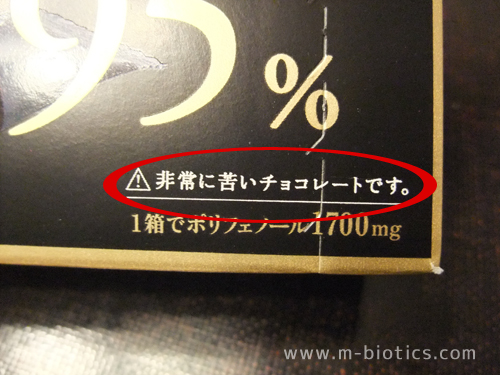 95
%
⚠非常に苦いチョコレートです。
1箱でポリフェノール1700mg
www.m-biotics.com